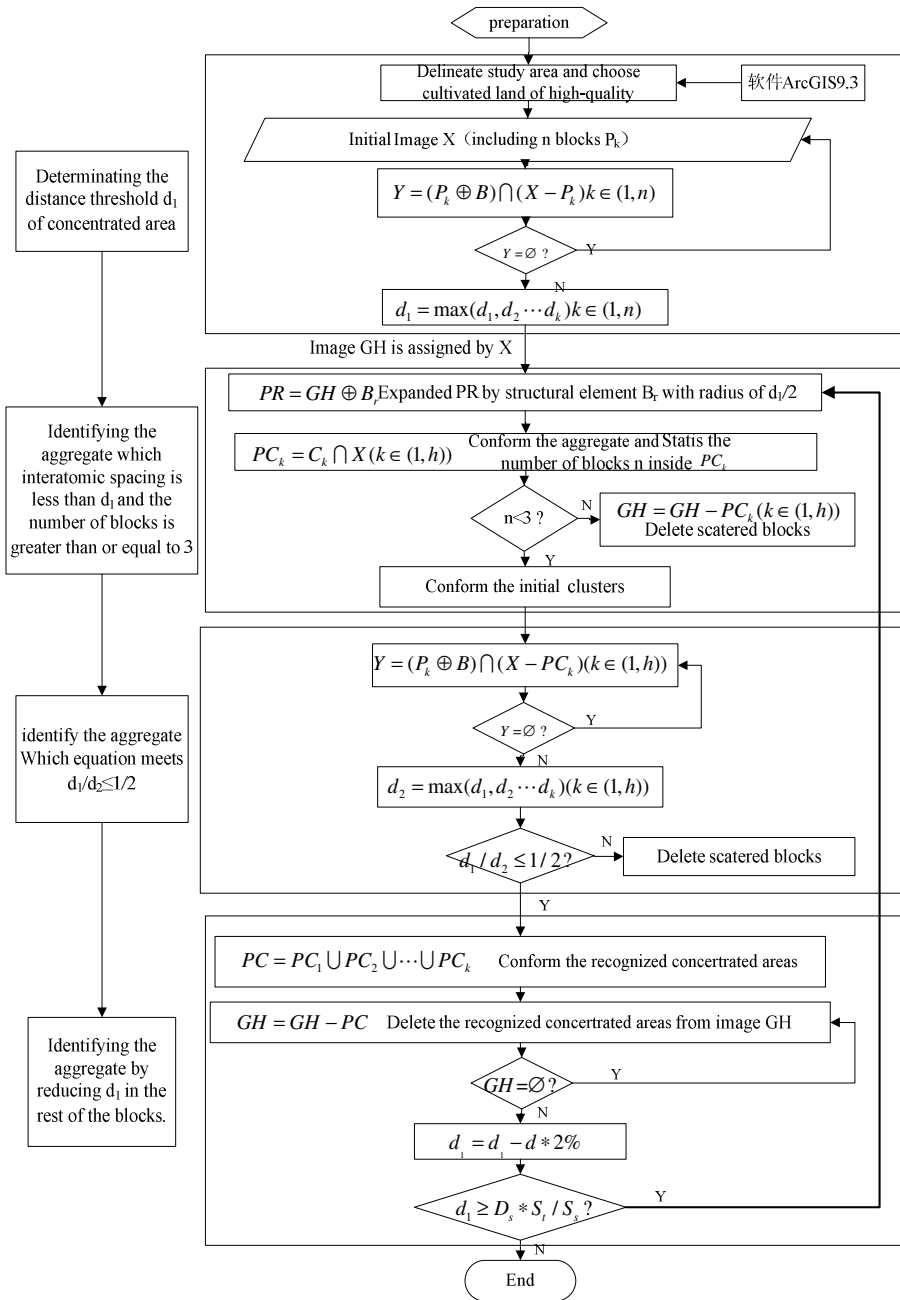 preparation
Delineate study area and choose
cultivated land of high-quality
软件ArcGIS9.3
Initial Image X（including n blocks Pₖ）
Determinating the
distance threshold d₁
of concentrated area
Y = (Pₖ ⊕ B)⋂(X − Pₖ)k ∈ (1, n)
Y = ∅ ?
Y
N
d₁ = max(d₁, d₂ ⋯ dₖ)k ∈ (1, n)
Image GH is assigned by X
PR = GH ⊕ Bᵣ Expanded PR by structural element Bᵣ with radius of d₁/2
Identifying the
aggregate which
interatomic spacing is
less than d₁ and the
number of blocks is
greater than or equal to 3
PCₖ = Cₖ ⋂ X(k ∈ (1, h))
Conform the aggregate and Statis the
number of blocks n inside PCₖ
n<3 ?
N
GH = GH − PCₖ(k ∈ (1, h))
Delete scatered blocks
Y
Conform the initial clusters
Y = (Pₖ ⊕ B)⋂(X − PCₖ)(k ∈ (1, h))
Y = ∅ ?
Y
N
identify the aggregate
Which equation meets
d₁/d₂≤1/2
d₂ = max(d₁, d₂ ⋯ dₖ)(k ∈ (1, h))
d₁ / d₂ ≤ 1 / 2?
N
Delete scatered blocks
Y
PC = PC₁ ⋃ PC₂ ⋃ ⋯ ⋃ PCₖ Conform the recognized concertrated areas
GH = GH − PC Delete the recognized concertrated areas from image GH
Identifying the
aggregate by
reducing d₁ in the
rest of the blocks.
GH = ∅?
Y
N
d₁ = d₁ − d * 2%
d₁ ≥ Dₛ * Sₜ / Sₛ ?
Y
N
End